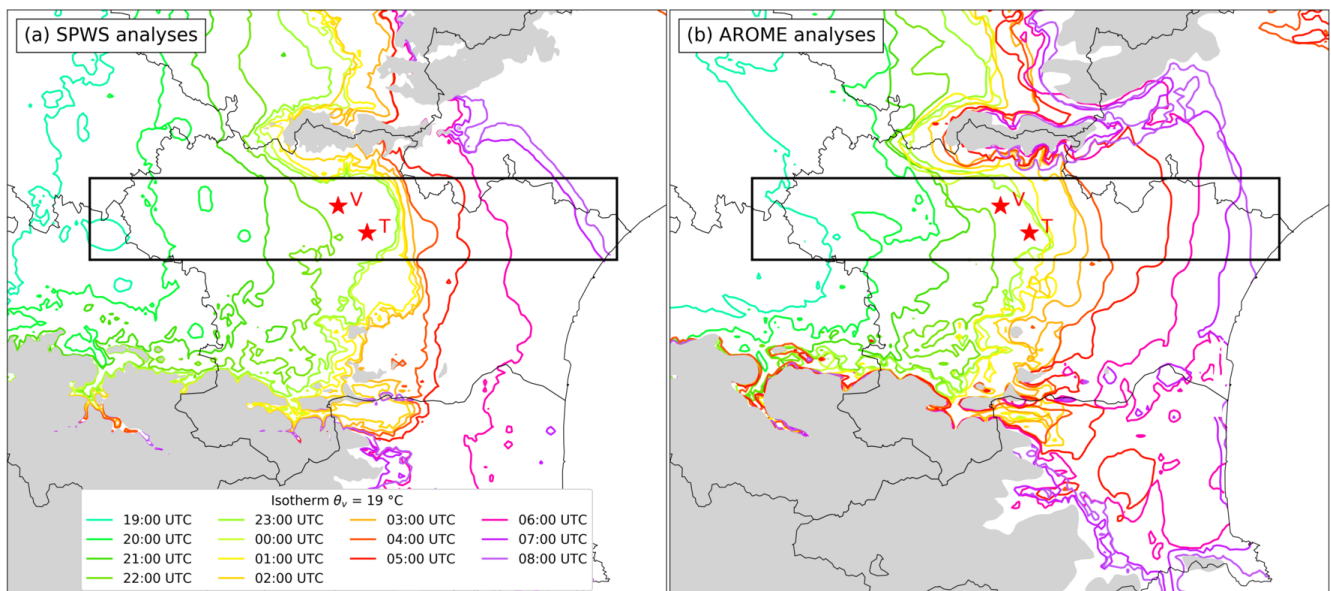 (a) SPWS analyses
(b) AROME analyses
V
T
V
T
Isotherm θᵥ = 19 °C
19:00 UTC 23:00 UTC 03:00 UTC 06:00 UTC
20:00 UTC 00:00 UTC 04:00 UTC 07:00 UTC
21:00 UTC 01:00 UTC 05:00 UTC 08:00 UTC
22:00 UTC 02:00 UTC